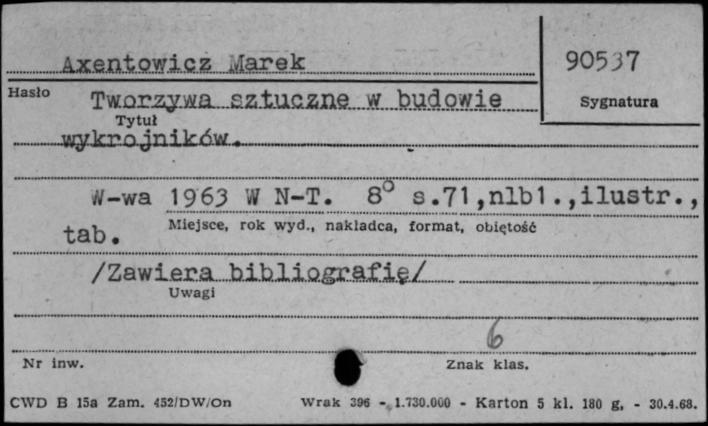 Axentowicz Marek
90537
Hasło
Tworzywa sztuczne w budowie
Sygnatura
Tytuł
wykrojników.
W-wa 1963 W N-T. 8° s.71,nlb1.,ilustr.,
Miejsce, rok wyd., nakładca, format, objętość
tab.
/Zawiera bibliografię/
Uwagi
6
Nr inw.
Znak klas.
CWD B 15a Zam. 452/DW/On Wrak 396 - 1.730.000 - Karton 5 kl. 180 g. - 30.4.68.